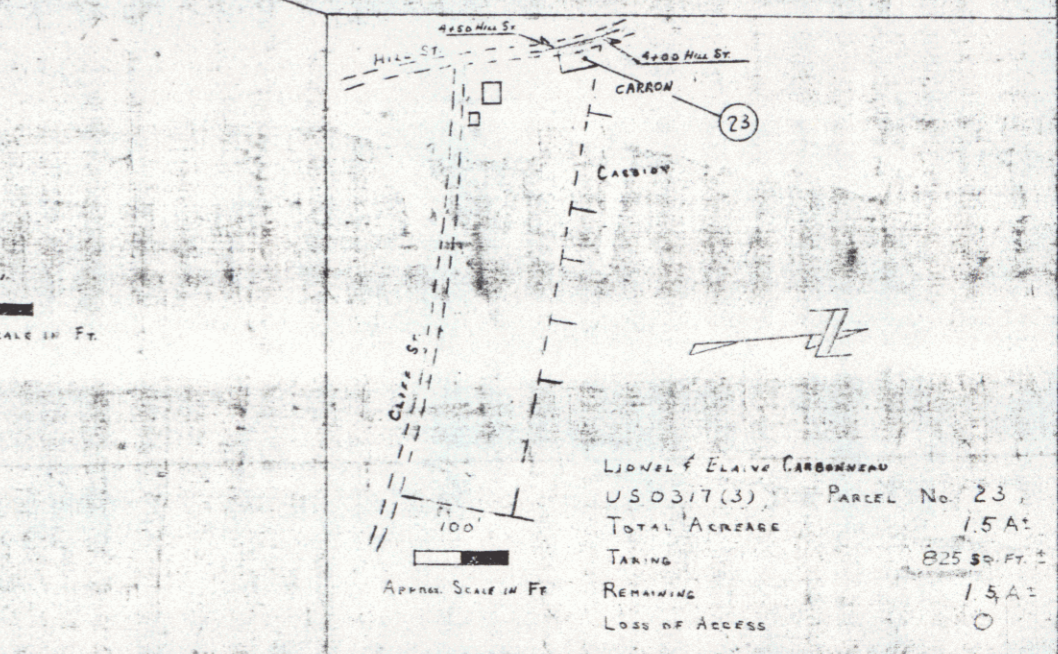 4+50 HILL ST.
HILL ST.
4+00 HILL ST.
CARRON
23
CASSIDY
CLIFF ST.
SCALE IN FT.
100'
APPROX. SCALE IN FT.
LIONEL & ELAINE CARBONNEAU
US 0317(3) PARCEL No. 23
TOTAL ACREAGE 1.5 A±
TAKING 825 SQ. FT. ±
REMAINING 1.5 A±
LOSS OF ACCESS 0